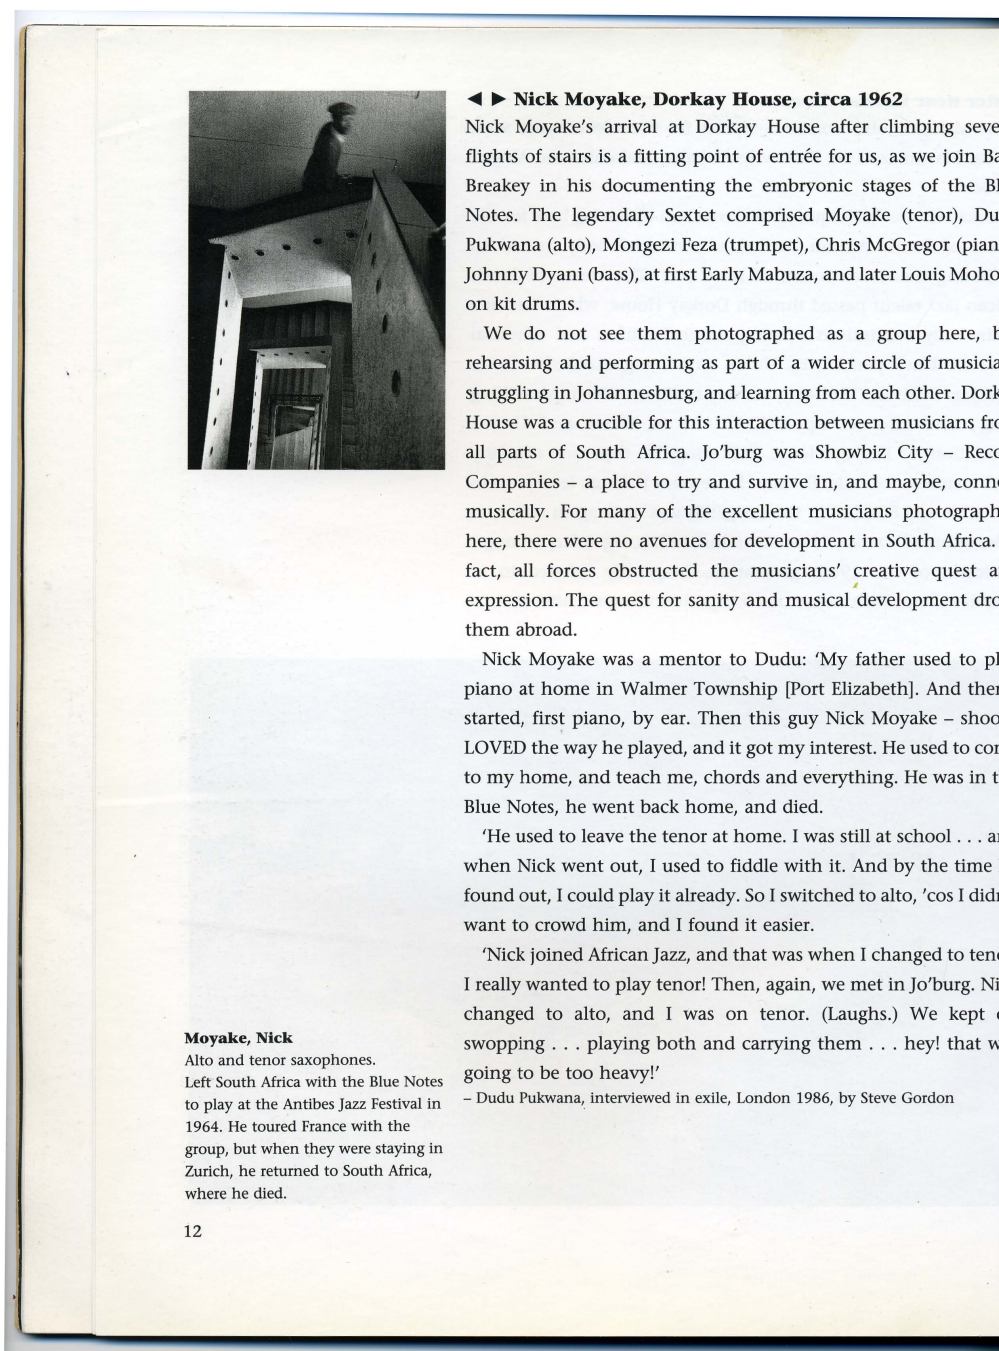 ◄ ► Nick Moyake, Dorkay House, circa 1962
Nick Moyake’s arrival at Dorkay House after climbing seve
flights of stairs is a fitting point of entrée for us, as we join Ba
Breakey in his documenting the embryonic stages of the Bl
Notes. The legendary Sextet comprised Moyake (tenor), Du
Pukwana (alto), Mongezi Feza (trumpet), Chris McGregor (pian
Johnny Dyani (bass), at first Early Mabuza, and later Louis Moho
on kit drums.
We do not see them photographed as a group here, b
rehearsing and performing as part of a wider circle of musicia
struggling in Johannesburg, and learning from each other. Dork
House was a crucible for this interaction between musicians fro
all parts of South Africa. Jo’burg was Showbiz City – Reco
Companies – a place to try and survive in, and maybe, conne
musically. For many of the excellent musicians photograph
here, there were no avenues for development in South Africa.
fact, all forces obstructed the musicians’ creative quest a
expression. The quest for sanity and musical development dro
them abroad.
Nick Moyake was a mentor to Dudu: ‘My father used to pl
piano at home in Walmer Township [Port Elizabeth]. And then
started, first piano, by ear. Then this guy Nick Moyake – shoo
LOVED the way he played, and it got my interest. He used to com
to my home, and teach me, chords and everything. He was in t
Blue Notes, he went back home, and died.
‘He used to leave the tenor at home. I was still at school . . . an
when Nick went out, I used to fiddle with it. And by the time
found out, I could play it already. So I switched to alto, ’cos I didn
want to crowd him, and I found it easier.
‘Nick joined African Jazz, and that was when I changed to teno
I really wanted to play tenor! Then, again, we met in Jo’burg. Ni
changed to alto, and I was on tenor. (Laughs.) We kept o
swopping . . . playing both and carrying them . . . hey! that w
going to be too heavy!’
– Dudu Pukwana, interviewed in exile, London 1986, by Steve Gordon
Moyake, Nick
Alto and tenor saxophones.
Left South Africa with the Blue Notes
to play at the Antibes Jazz Festival in
1964. He toured France with the
group, but when they were staying in
Zurich, he returned to South Africa,
where he died.
12